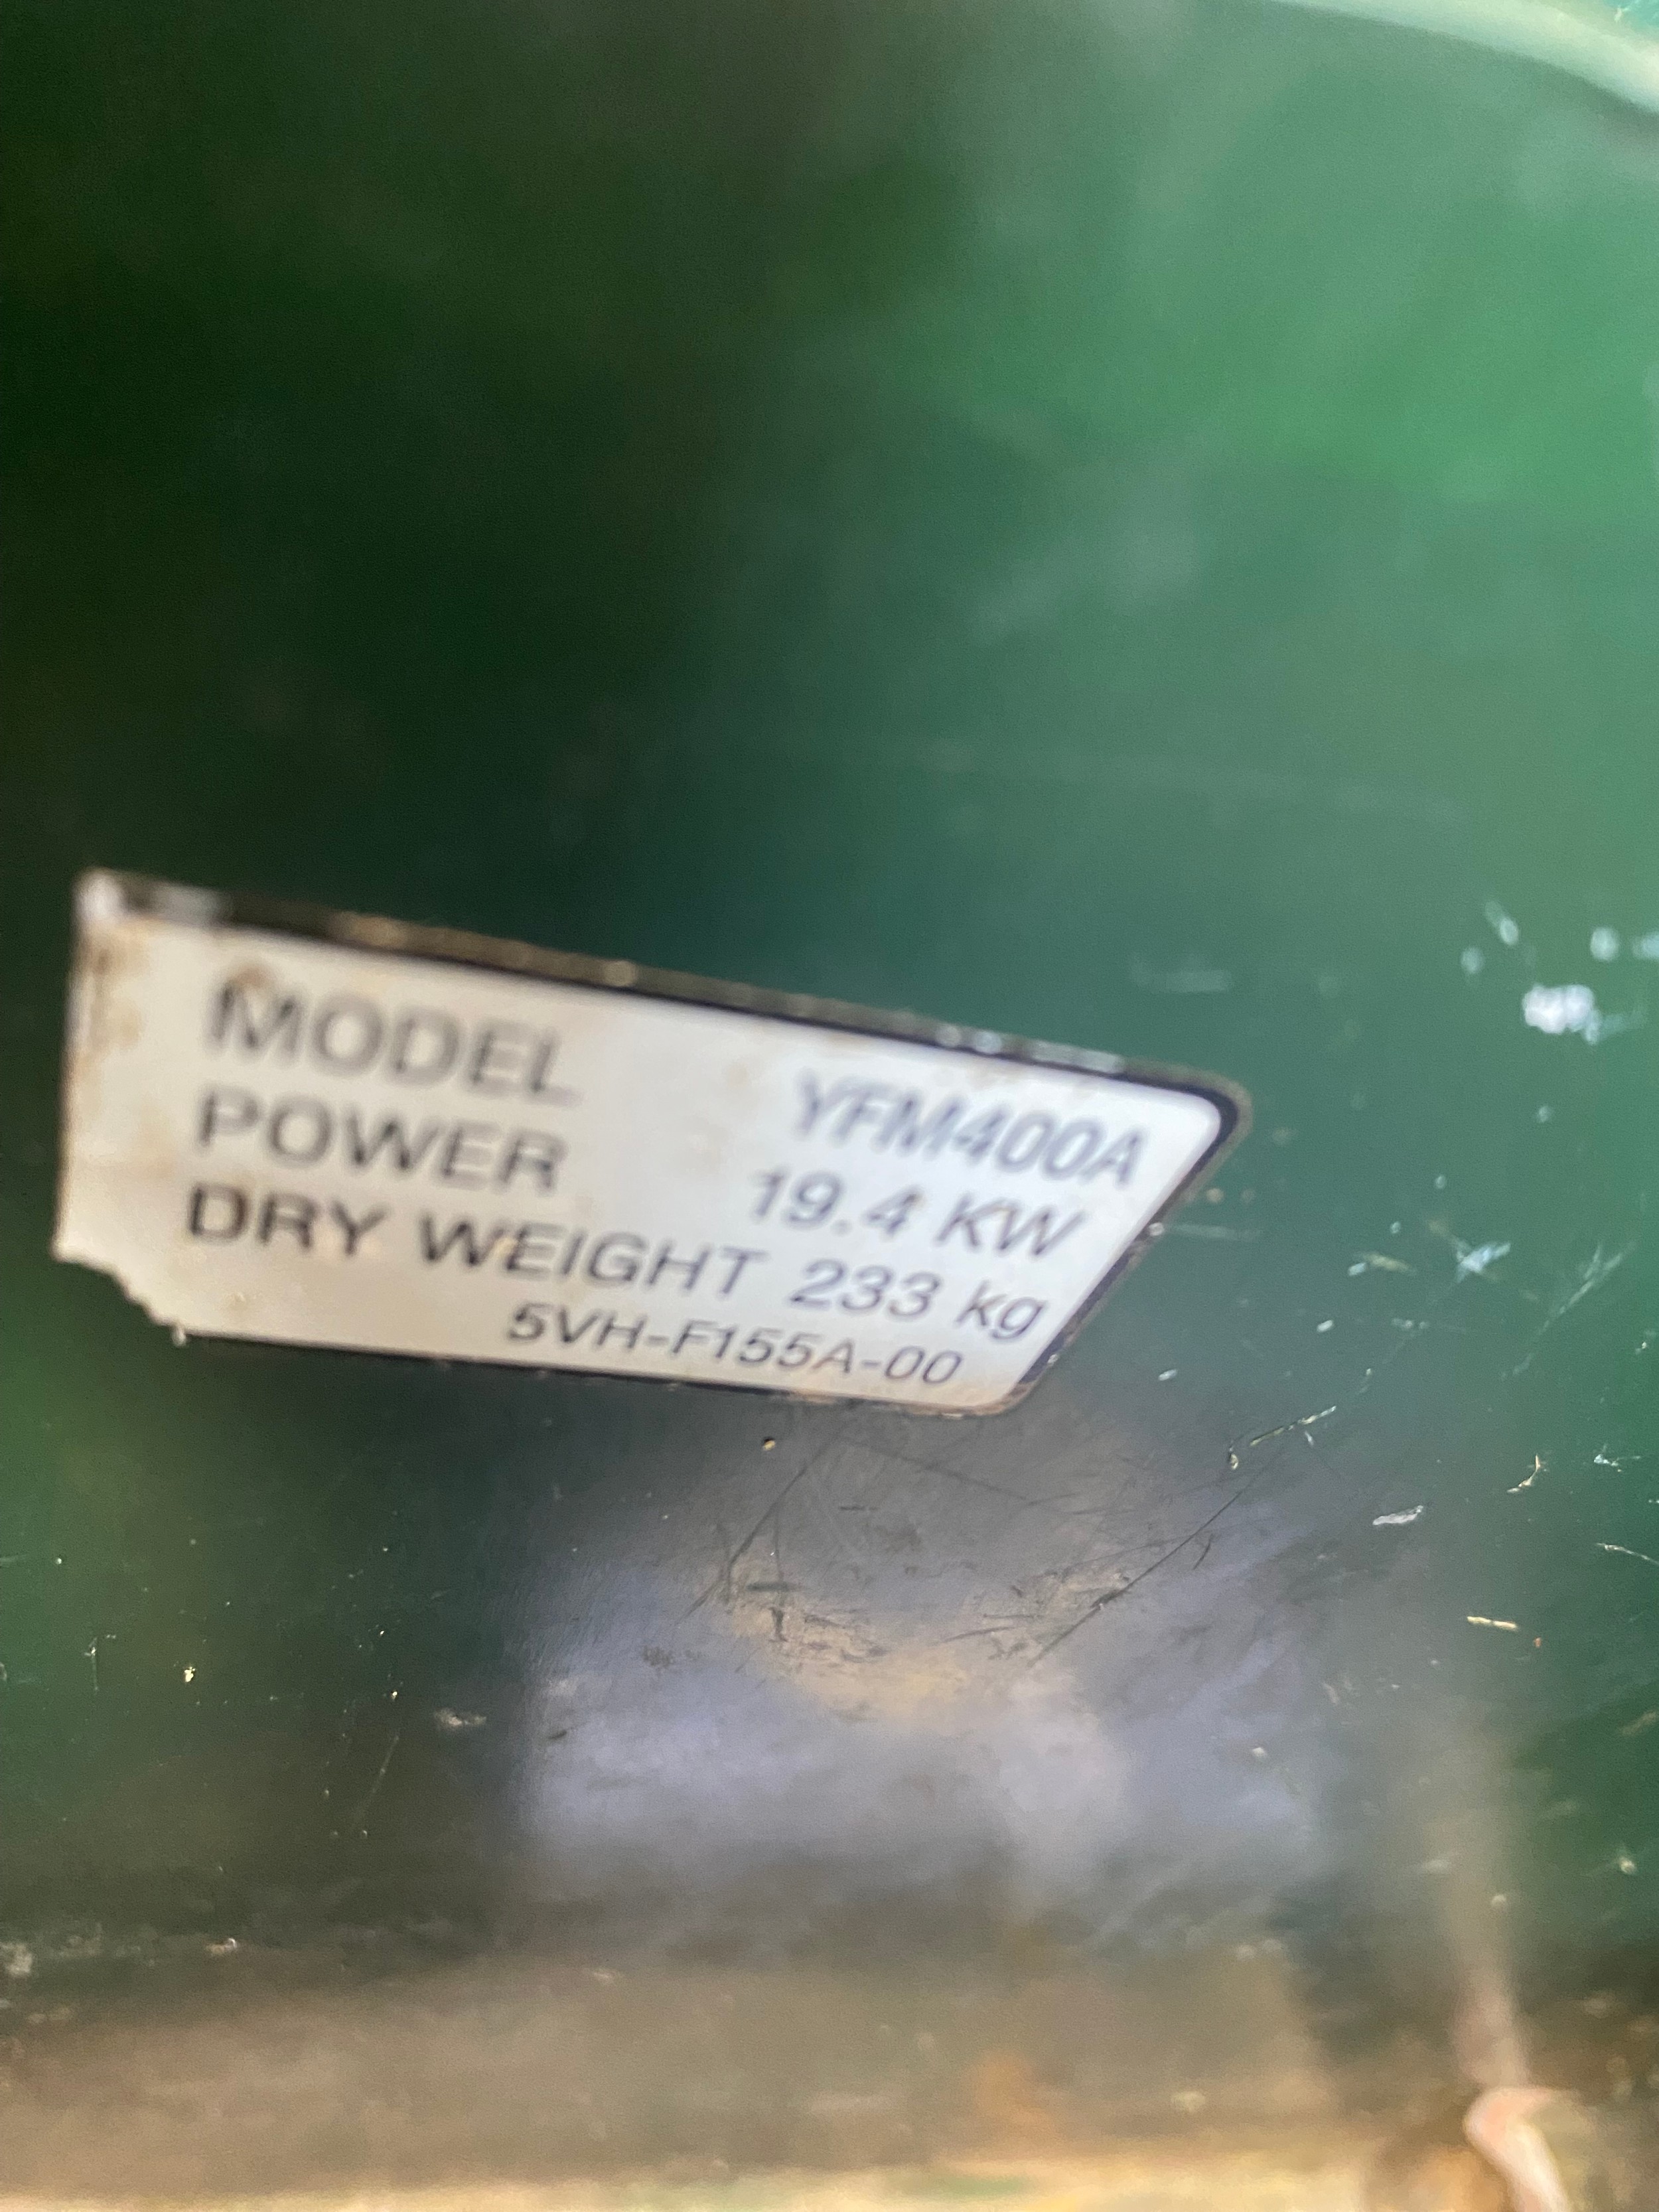 MODEL YFM400A
POWER 19.4 KW
DRY WEIGHT 233 kg
5VH-F155A-00